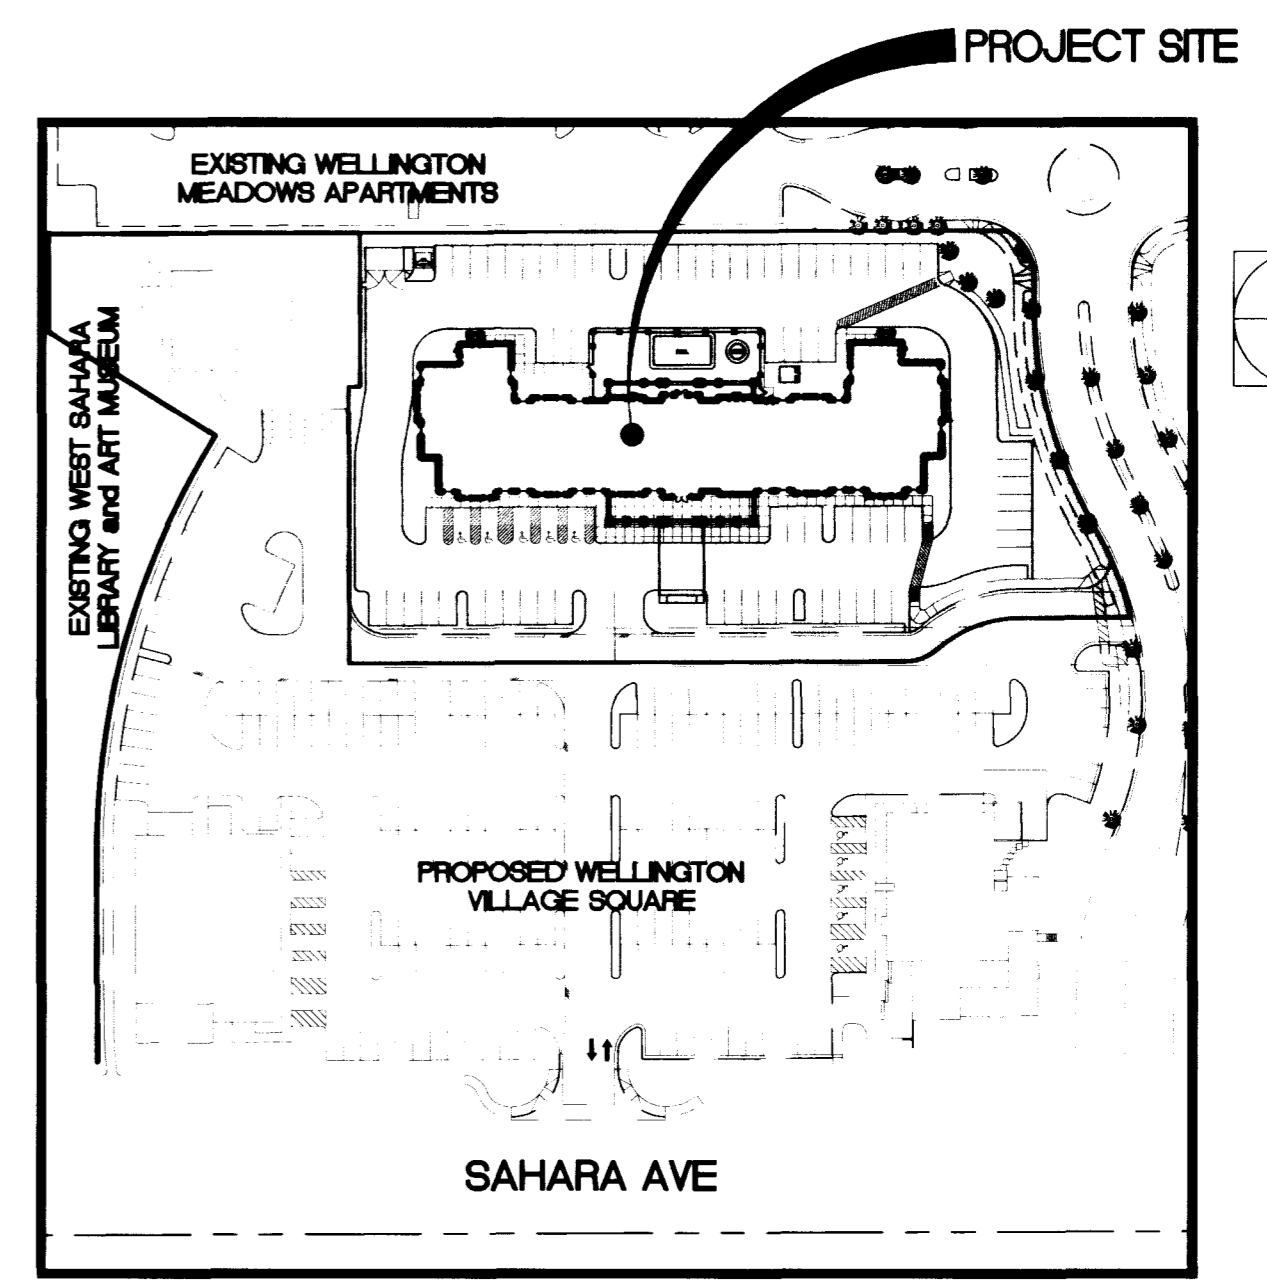 PROJECT SITE
EXISTING WELLINGTON
MEADOWS APARTMENTS
EXISTING WEST SAHARA
LIBRARY and ART MUSEUM
PROPOSED WELLINGTON
VILLAGE SQUARE
SAHARA AVE